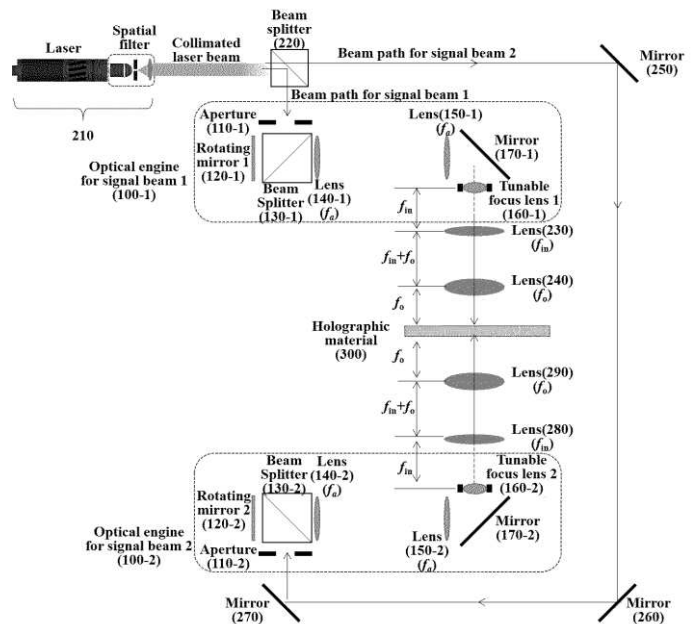 Laser
Spatial
filter
Collimated
laser beam
Beam
splitter
(220)
Beam path for signal beam 2
Mirror
(250)
210
Beam path for signal beam 1
Aperture
(110-1)
Lens(150-1)
(fa)
Mirror
(170-1)
Optical engine
for signal beam 1
(100-1)
Rotating
mirror 1
(120-1)
Beam
Splitter
(130-1)
Lens
(140-1)
(fa)
Tunable
focus lens 1
(160-1)
fin
Lens(230)
(fin)
fin+fo
Lens(240)
(fo)
fo
Holographic
material
(300)
fo
Lens(290)
(fo)
fin+fo
Lens(280)
(fin)
fin
Beam
Splitter
(130-2)
Lens
(140-2)
(fa)
Tunable
focus lens 2
(160-2)
Rotating
mirror 2
(120-2)
Optical engine
for signal beam 2
(100-2)
Aperture
(110-2)
Lens
(150-2)
(fa)
Mirror
(170-2)
Mirror
(270)
Mirror
(260)